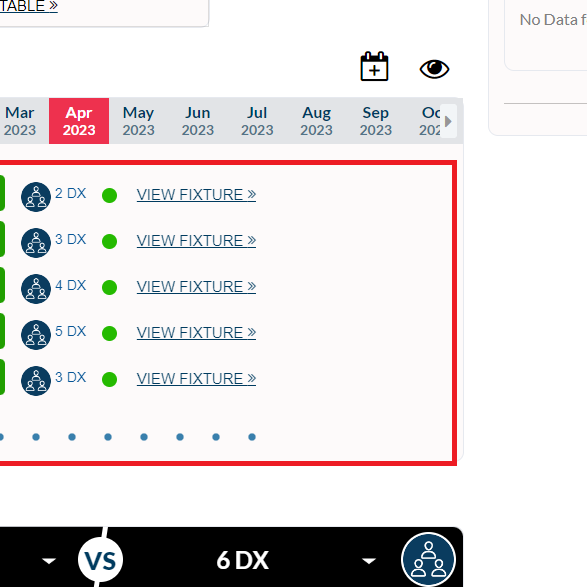 TABLE »
No Data f
Mar Apr May Jun Jul Aug Sep Oc
2023 2023 2023 2023 2023 2023 2023 202
2 DX VIEW FIXTURE »
3 DX VIEW FIXTURE »
4 DX VIEW FIXTURE »
5 DX VIEW FIXTURE »
3 DX VIEW FIXTURE »
VS 6 DX